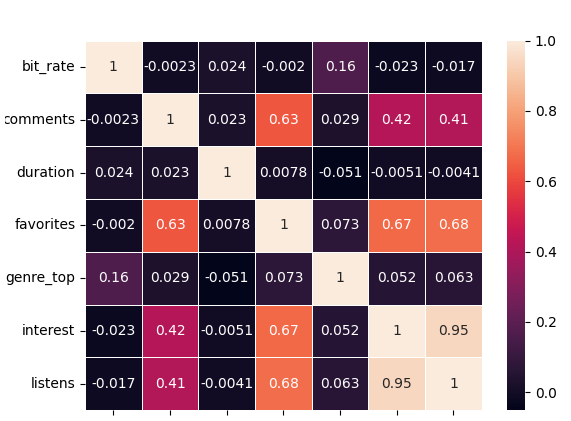 bit_rate 1 -0.0023 0.024 -0.002 0.16 -0.023 -0.017
comments -0.0023 1 0.023 0.63 0.029 0.42 0.41
duration 0.024 0.023 1 0.0078 -0.051 -0.0051 -0.0041
favorites -0.002 0.63 0.0078 1 0.073 0.67 0.68
genre_top 0.16 0.029 -0.051 0.073 1 0.052 0.063
interest -0.023 0.42 -0.0051 0.67 0.052 1 0.95
listens -0.017 0.41 -0.0041 0.68 0.063 0.95 1
1.0
0.8
0.6
0.4
0.2
0.0